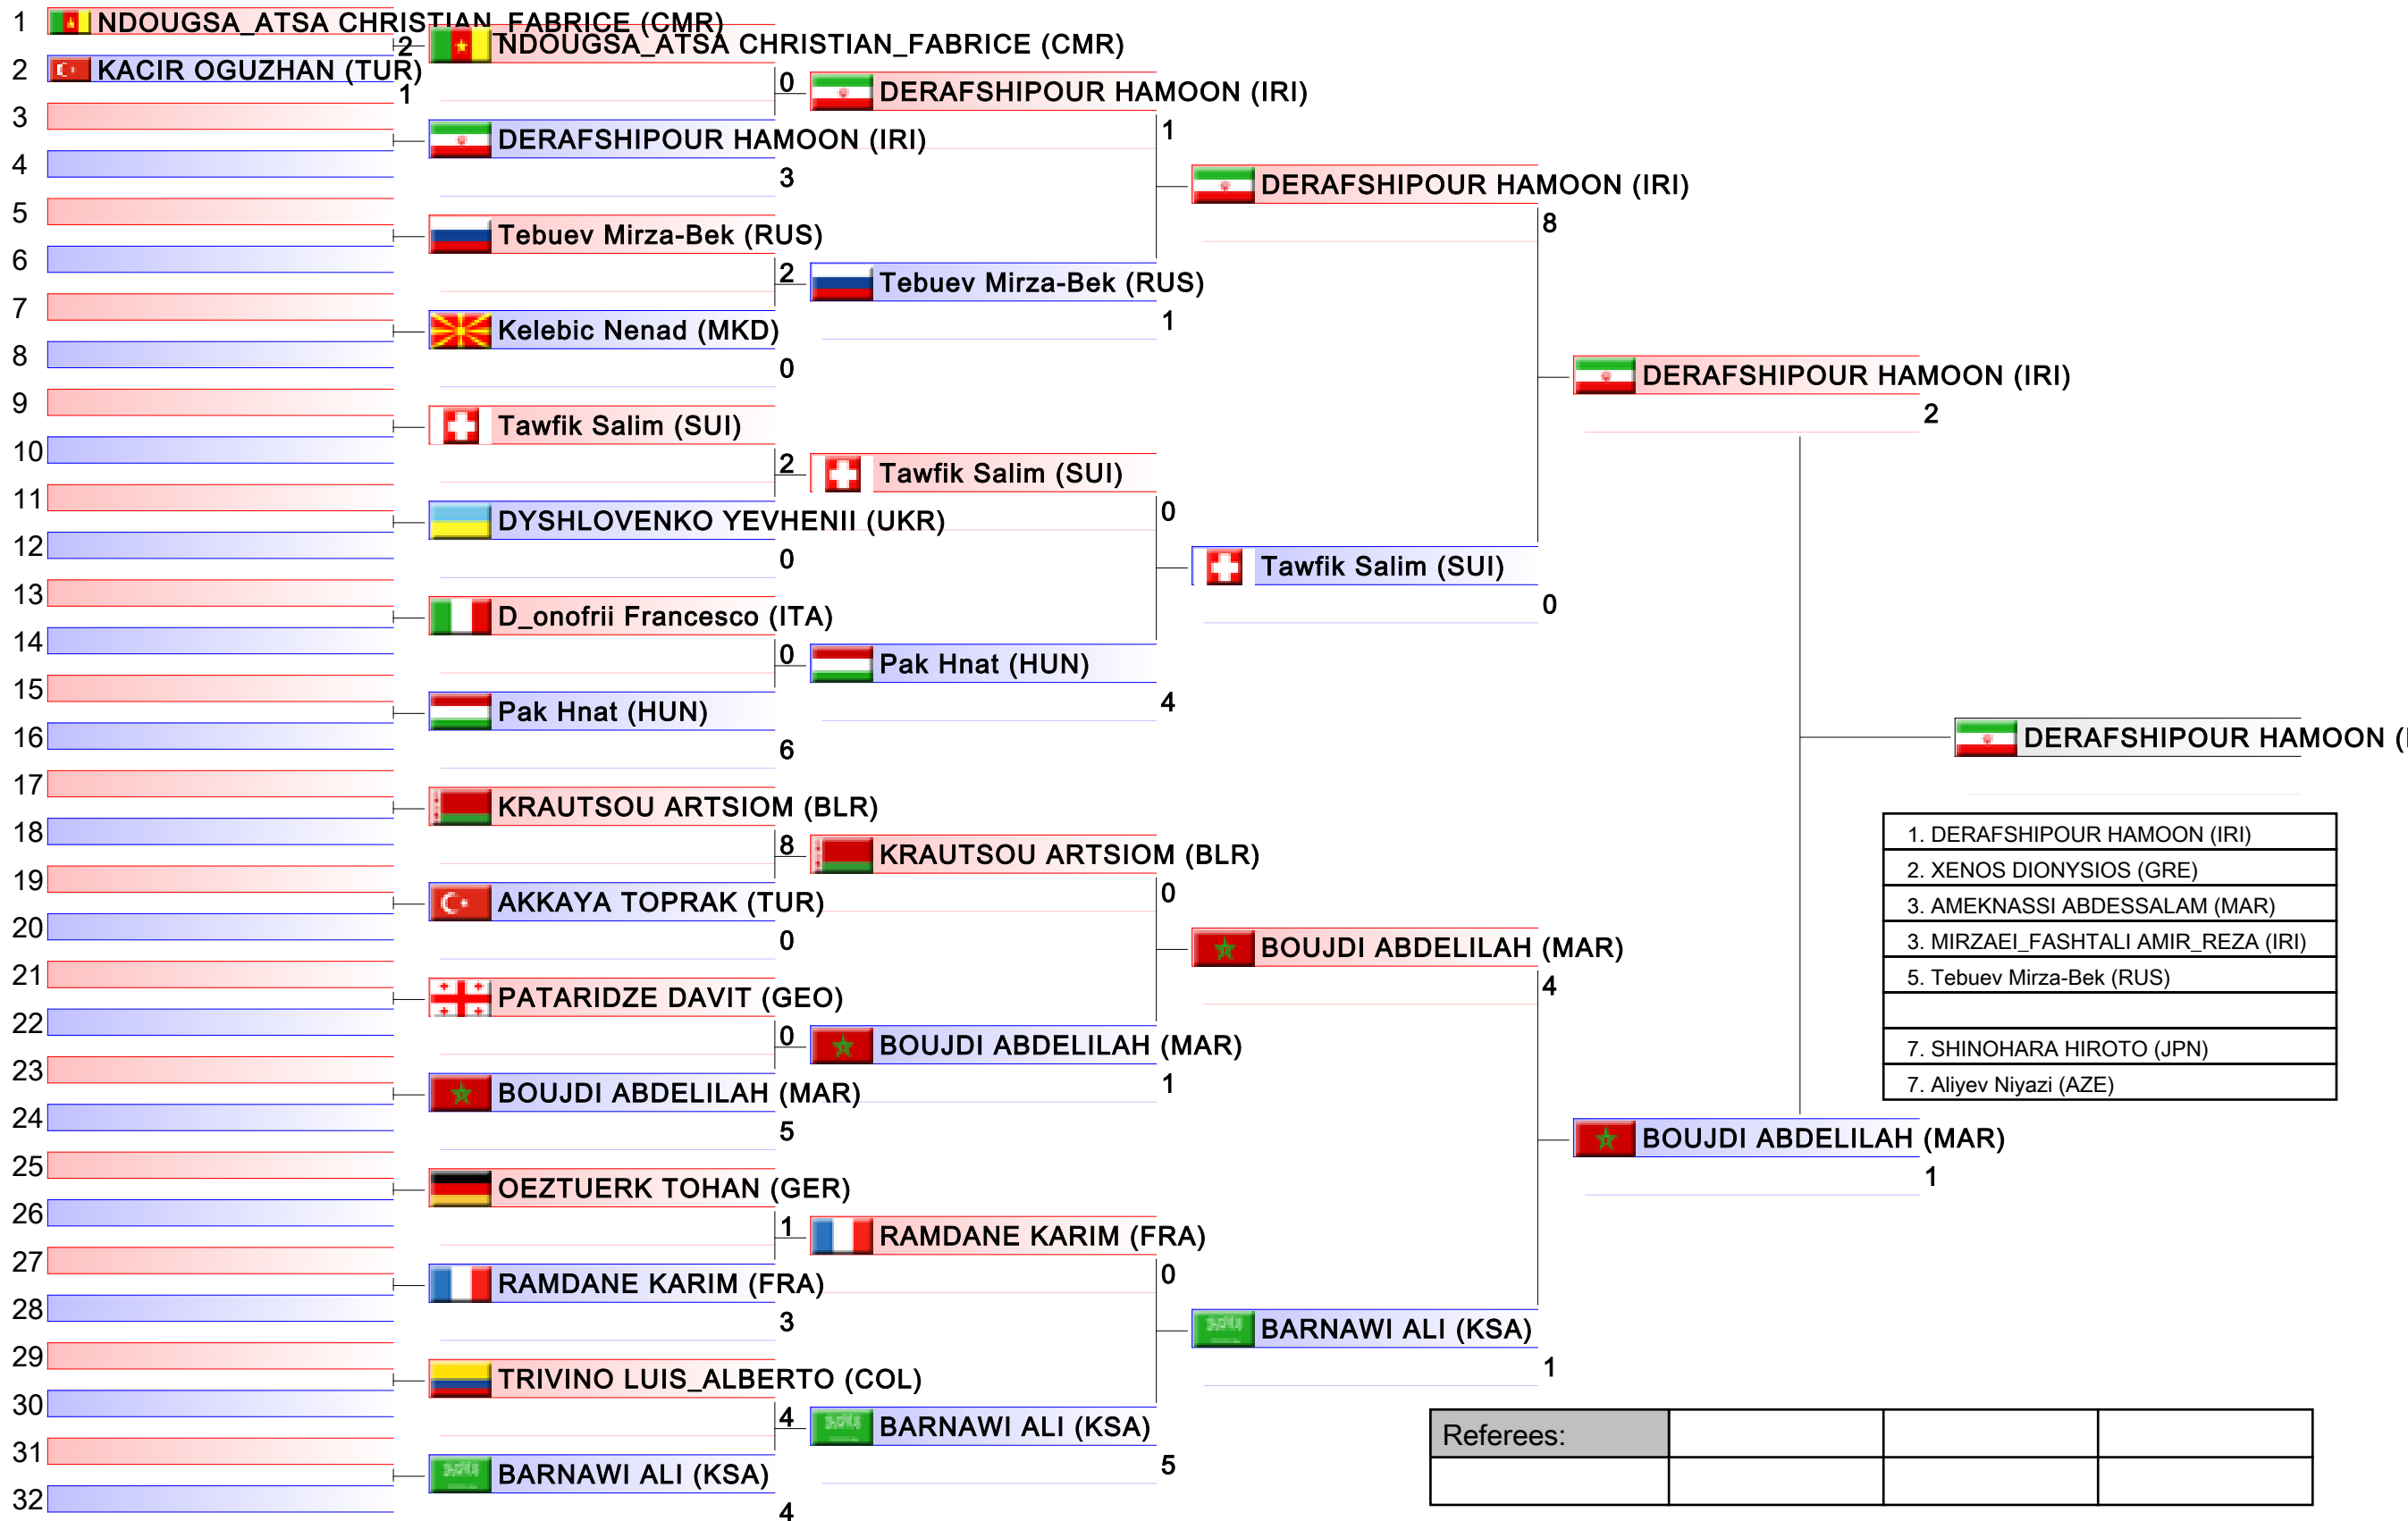 1 NDOUGSA_ATSA CHRISTIAN_FABRICE (CMR)
2
2 KACIR OGUZHAN (TUR)
1
3
4
5
6
7
8
9
10
11
12
13
14
15
16
17
18
19
20
21
22
23
24
25
26
27
28
29
30
31
32
NDOUGSA_ATSA CHRISTIAN_FABRICE (CMR)
0
DERAFSHIPOUR HAMOON (IRI)
3
Tebuev Mirza-Bek (RUS)
2
Kelebic Nenad (MKD)
0
Tawfik Salim (SUI)
2
DYSHLOVENKO YEVHENII (UKR)
0
D_onofrii Francesco (ITA)
0
Pak Hnat (HUN)
6
KRAUTSOU ARTSIOM (BLR)
8
AKKAYA TOPRAK (TUR)
0
PATARIDZE DAVIT (GEO)
0
BOUJDI ABDELILAH (MAR)
5
OEZTUERK TOHAN (GER)
1
RAMDANE KARIM (FRA)
3
TRIVINO LUIS_ALBERTO (COL)
4
BARNAWI ALI (KSA)
4
DERAFSHIPOUR HAMOON (IRI)
1
Tebuev Mirza-Bek (RUS)
1
Tawfik Salim (SUI)
0
Pak Hnat (HUN)
4
KRAUTSOU ARTSIOM (BLR)
0
BOUJDI ABDELILAH (MAR)
1
RAMDANE KARIM (FRA)
0
BARNAWI ALI (KSA)
5
DERAFSHIPOUR HAMOON (IRI)
8
Tawfik Salim (SUI)
0
BOUJDI ABDELILAH (MAR)
4
BARNAWI ALI (KSA)
1
DERAFSHIPOUR HAMOON (IRI)
2
BOUJDI ABDELILAH (MAR)
1
DERAFSHIPOUR HAMOON (
1. DERAFSHIPOUR HAMOON (IRI)
2. XENOS DIONYSIOS (GRE)
3. AMEKNASSI ABDESSALAM (MAR)
3. MIRZAEI_FASHTALI AMIR_REZA (IRI)
5. Tebuev Mirza-Bek (RUS)
7. SHINOHARA HIROTO (JPN)
7. Aliyev Niyazi (AZE)
Referees: